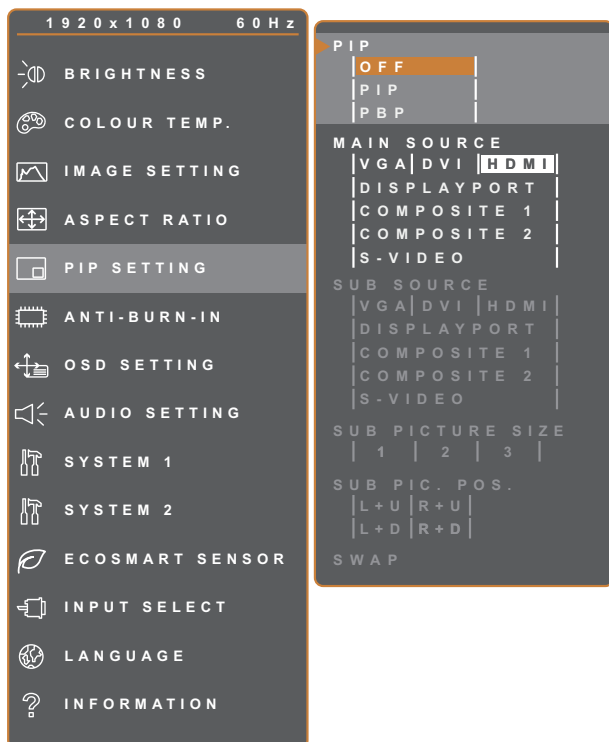 1920x1080 60Hz
BRIGHTNESS
COLOUR TEMP.
IMAGE SETTING
ASPECT RATIO
PIP SETTING
ANTI-BURN-IN
OSD SETTING
AUDIO SETTING
SYSTEM 1
SYSTEM 2
ECOSMART SENSOR
INPUT SELECT
LANGUAGE
INFORMATION
PIP
OFF
PIP
PBP
MAIN SOURCE
VGA DVI HDMI
DISPLAYPORT
COMPOSITE 1
COMPOSITE 2
S-VIDEO
SUB SOURCE
VGA DVI HDMI
DISPLAYPORT
COMPOSITE 1
COMPOSITE 2
S-VIDEO
SUB PICTURE SIZE
1 2 3
SUB PIC. POS.
L+U R+U
L+D R+D
SWAP